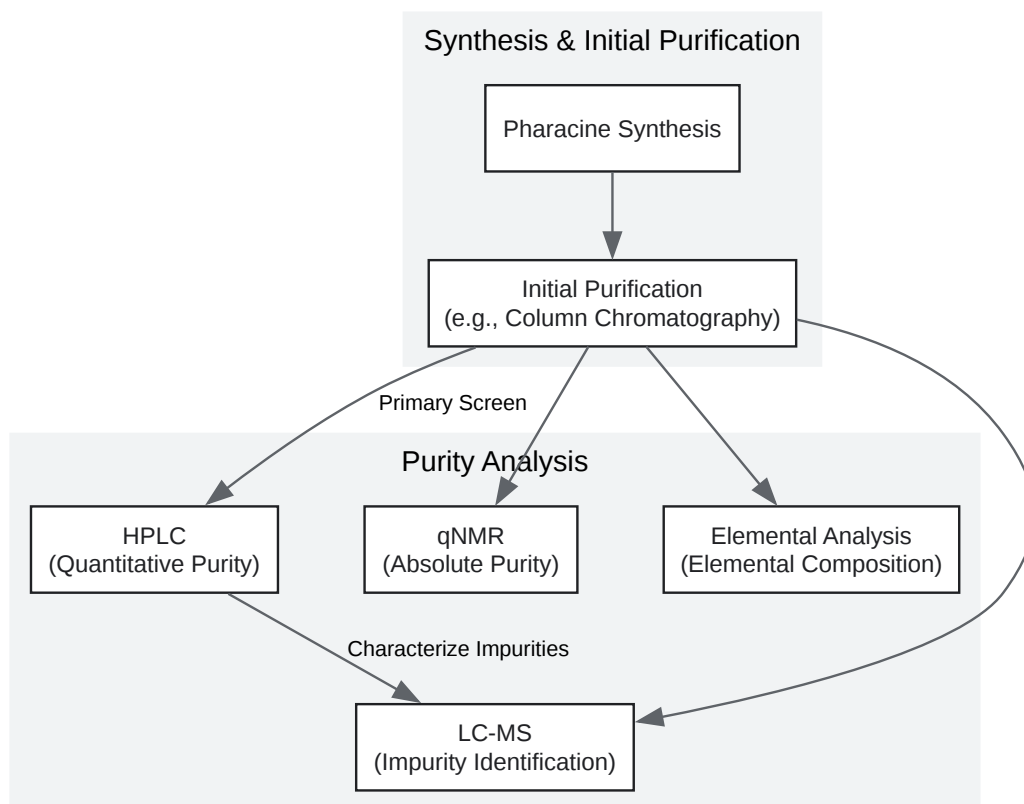 Synthesis & Initial Purification
Pharacine Synthesis
Initial Purification
(e.g., Column Chromatography)
Primary Screen
Purity Analysis
HPLC
(Quantitative Purity)
qNMR
(Absolute Purity)
Elemental Analysis
(Elemental Composition)
Characterize Impurities
LC-MS
(Impurity Identification)